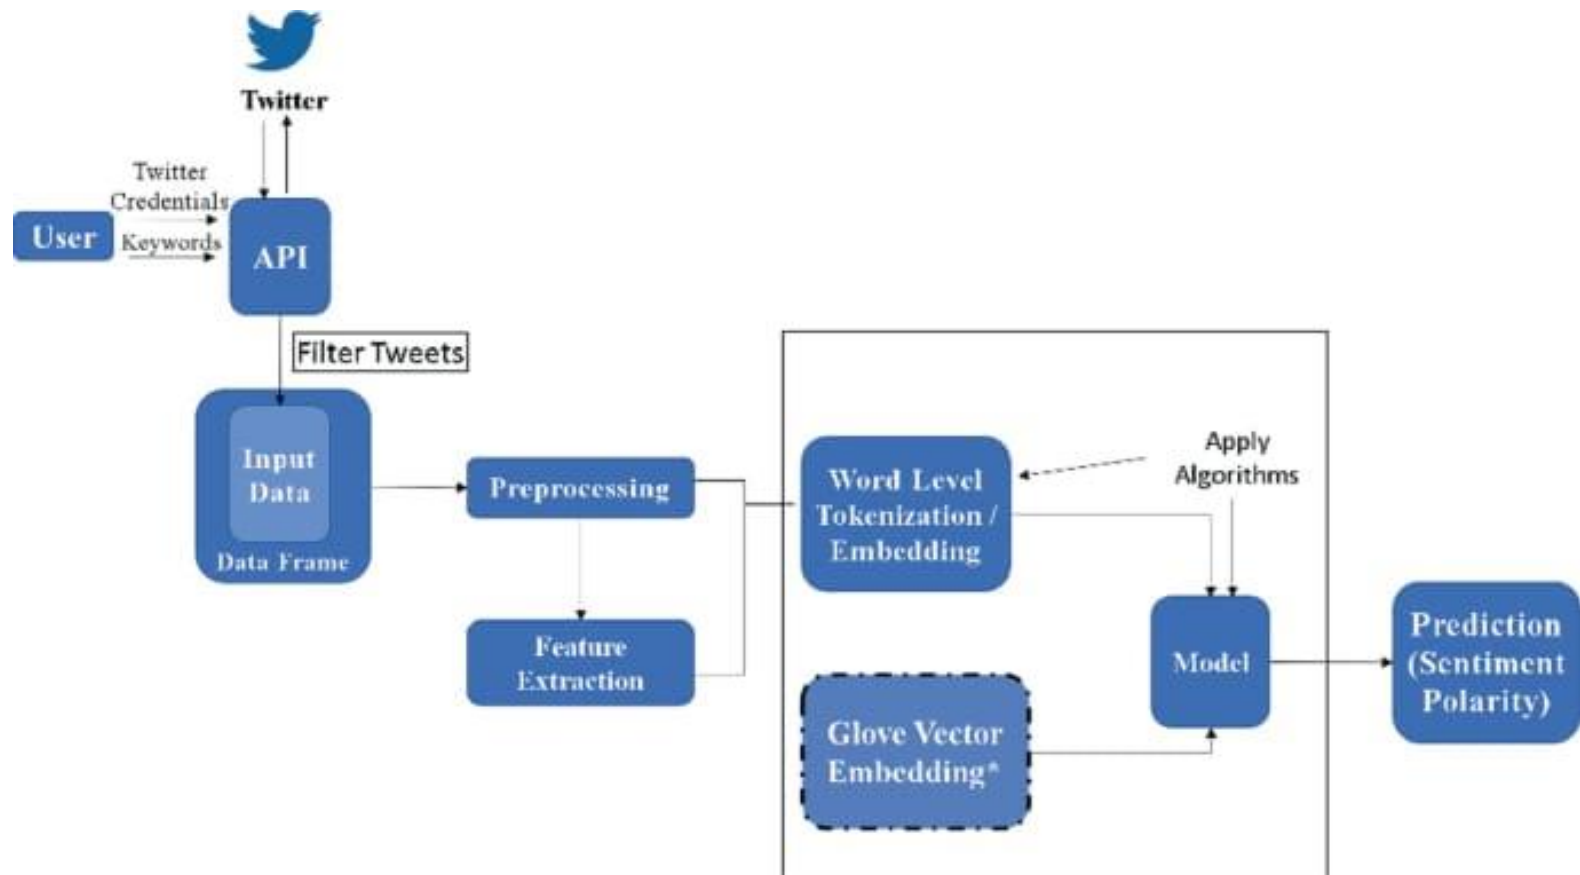 Twitter
Twitter
Credentials
User
Keywords
API
Filter Tweets
Input
Data
Data Frame
Preprocessing
Feature
Extraction
Word Level
Tokenization /
Embedding
Apply
Algorithms
Glove Vector
Embedding*
Model
Prediction
(Sentiment
Polarity)